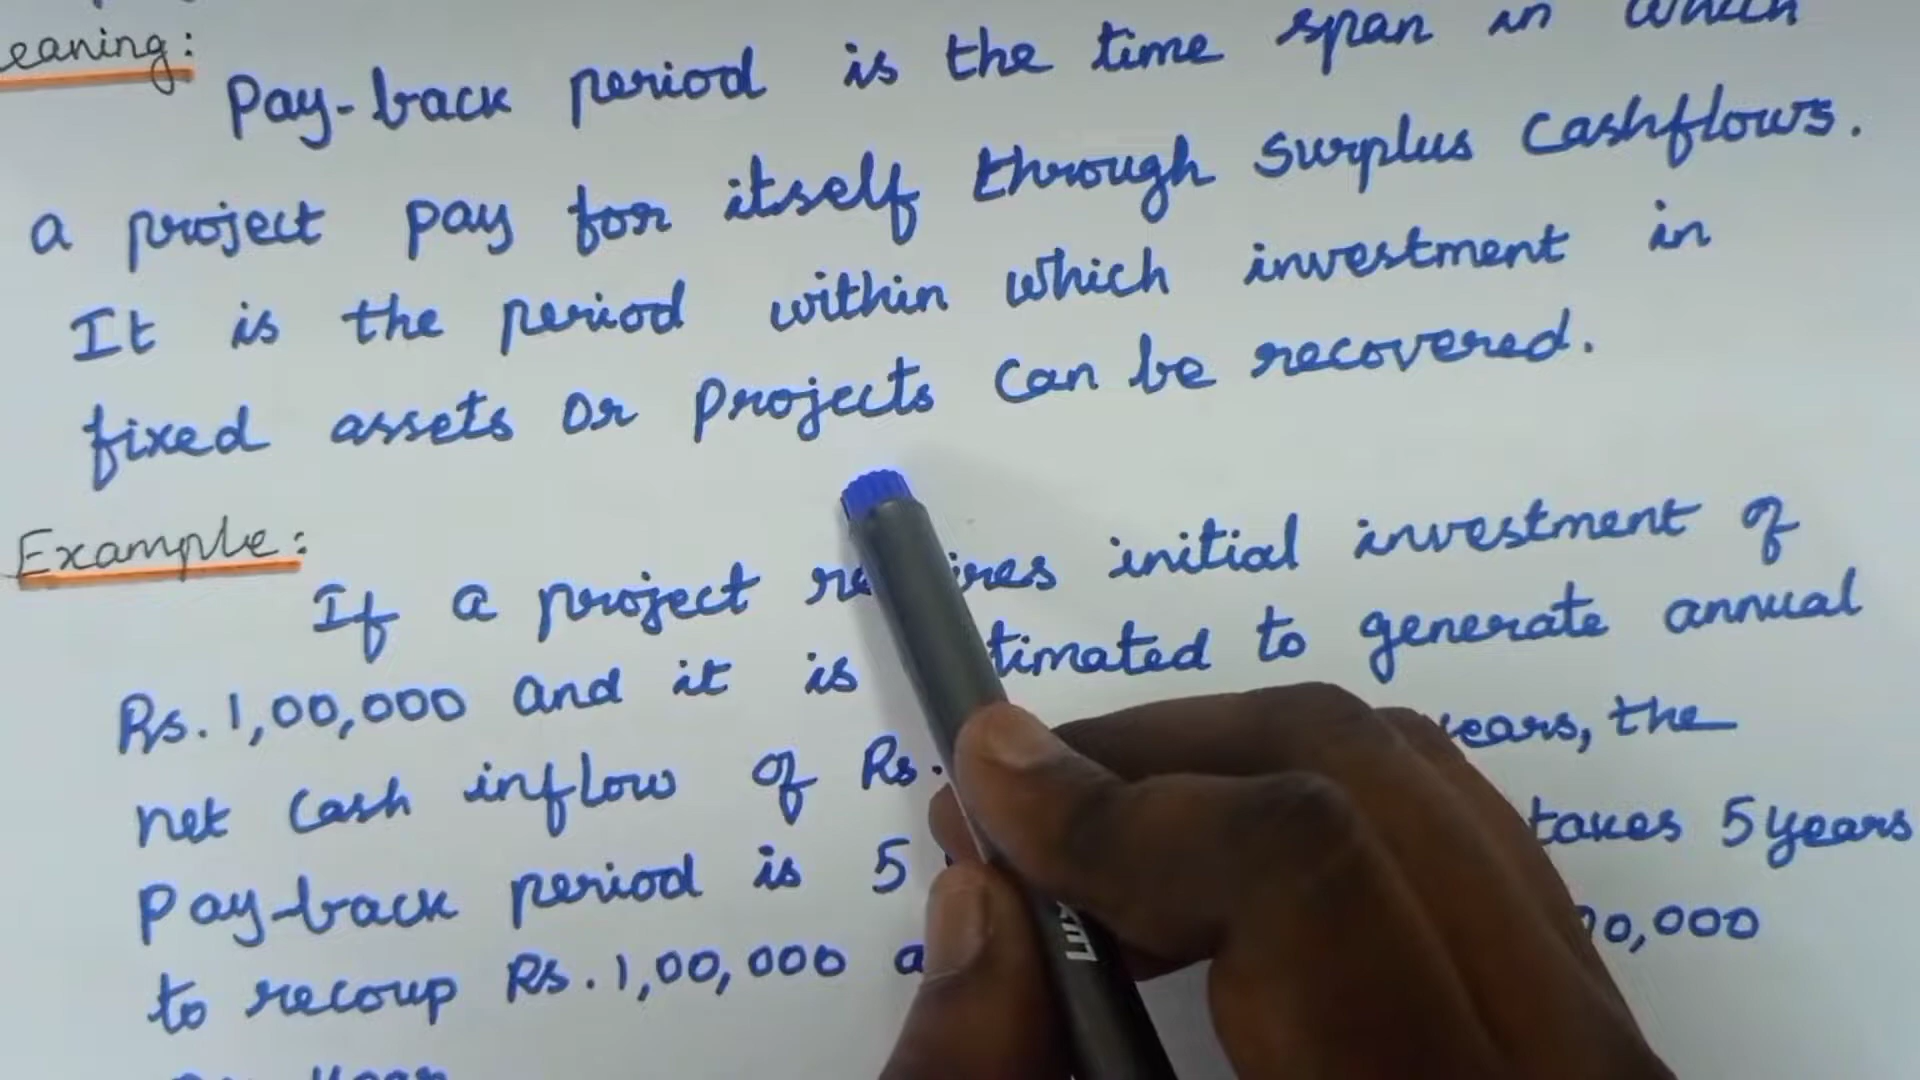 eaning:
Pay-back period is the time span in which
a project pay for itself through surplus cashflows.
It is the period within which investment in
fixed assets or projects can be recovered.
Example:
If a project re ires initial investment of
Rs. 1,00,000 and it is timated to generate annual
net cash inflow of Rs. years, the
Pay-back period is 5 takes 5 years
to recoup Rs. 1,00,000 a 0,000
year